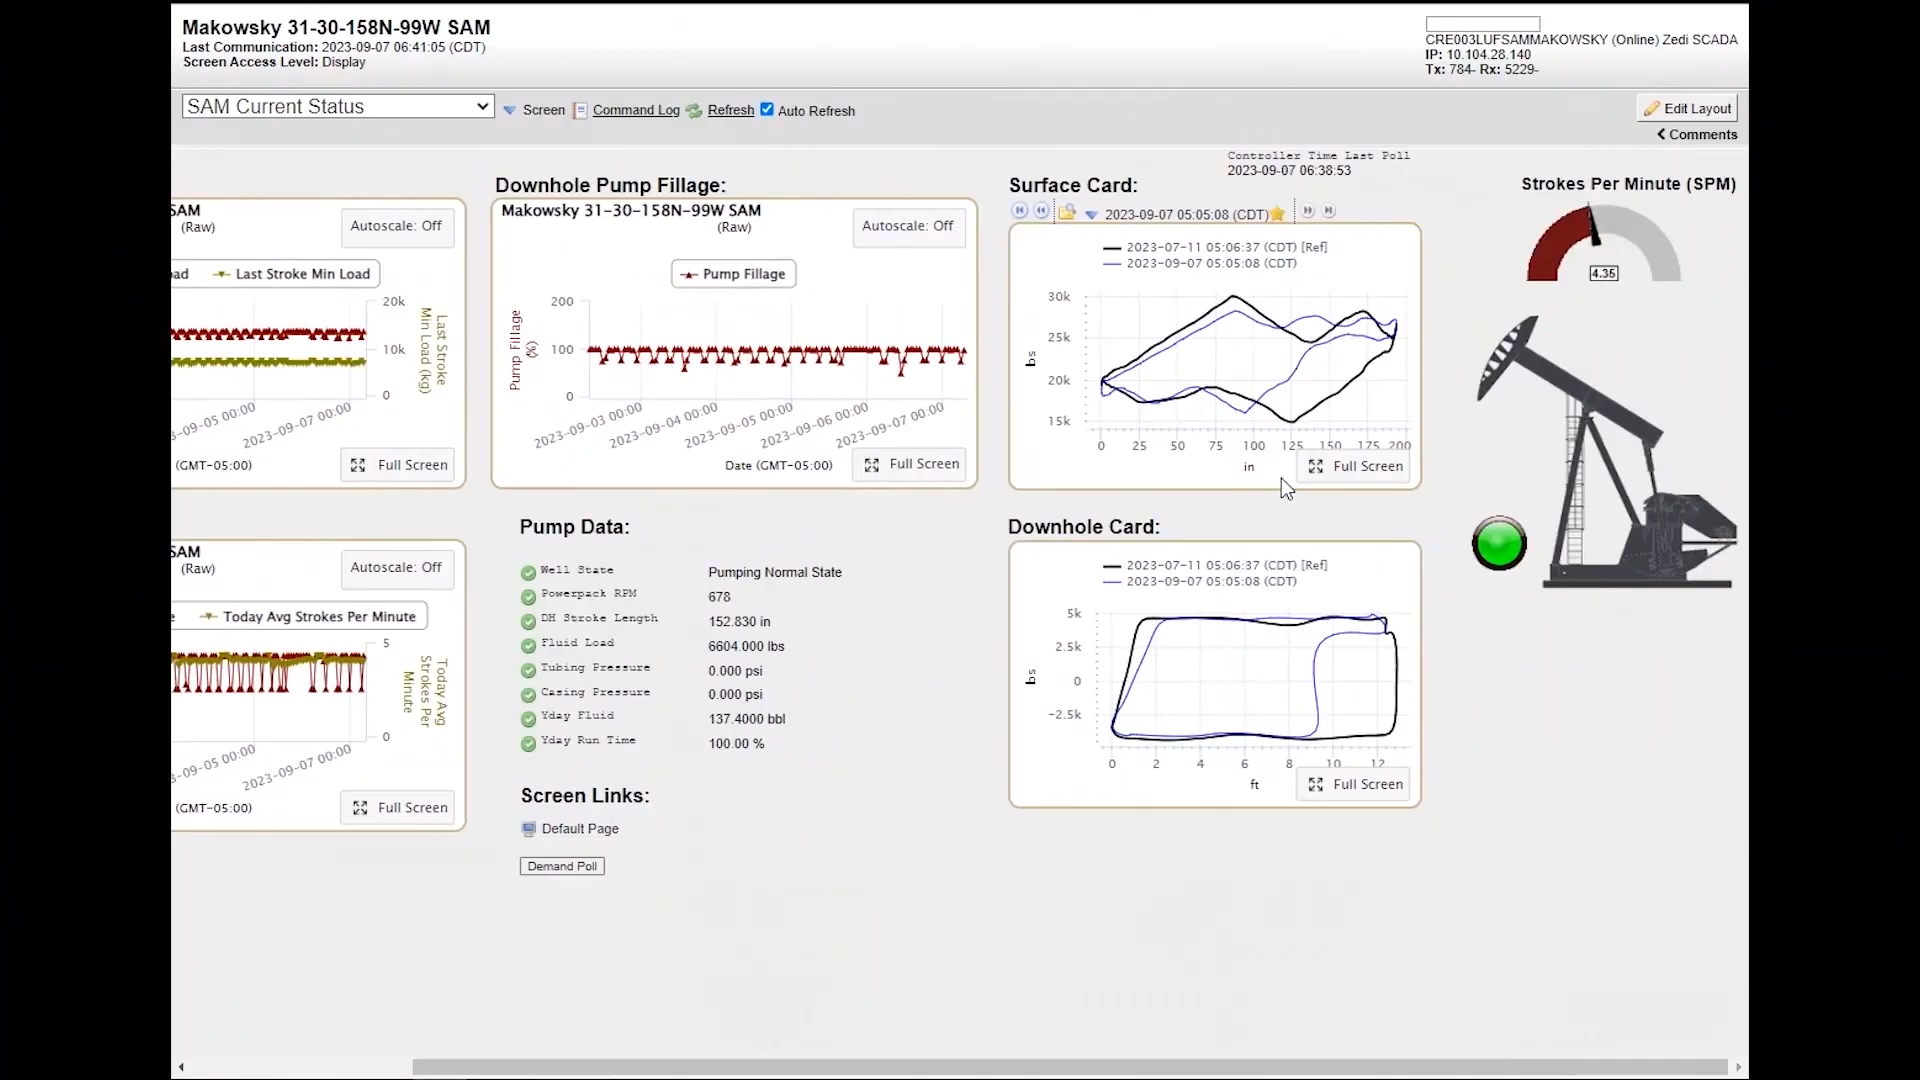 Makowsky 31-30-158N-99W SAM
Last Communication: 2023-09-07 06:41:05 (CDT)
Screen Access Level: Display
CRE003LUFSAMMAKOWSKY (Online) Zedi SCADA
IP: 10.104.28.140
Tx: 784- Rx: 5229-
SAM Current Status
Screen
Command Log
Refresh
Auto Refresh
Edit Layout
Comments
Controller Time Last Poll
2023-09-07 06:38:53
SAM
(Raw)
Autoscale: Off
ad
Last Stroke Min Load
20k
10k
0
Last Stroke
Min Load (kg)
3-09-05 00:00
2023-09-07 00:00
(GMT-05:00)
Full Screen
Downhole Pump Fillage:
Makowsky 31-30-158N-99W SAM
(Raw)
Autoscale: Off
Pump Fillage
200
100
0
Pump Fillage
(%)
2023-09-03 00:00
2023-09-04 00:00
2023-09-05 00:00
2023-09-06 00:00
2023-09-07 00:00
Date (GMT-05:00)
Full Screen
Surface Card:
2023-09-07 05:05:08 (CDT)
2023-07-11 05:06:37 (CDT) [Ref]
2023-09-07 05:05:08 (CDT)
30k
25k
20k
15k
bs
0 25 50 75 100 125 150 175 200
in
Full Screen
Strokes Per Minute (SPM)
4.35
SAM
(Raw)
Autoscale: Off
e
Today Avg Strokes Per Minute
5
0
Today Avg
Strokes Per
Minute
3-09-05 00:00
2023-09-07 00:00
(GMT-05:00)
Full Screen
Pump Data:
Well State Pumping Normal State
Powerpack RPM 678
DH Stroke Length 152.830 in
Fluid Load 6604.000 lbs
Tubing Pressure 0.000 psi
Casing Pressure 0.000 psi
Yday Fluid 137.4000 bbl
Yday Run Time 100.00 %
Screen Links:
Default Page
Demand Poll
Downhole Card:
2023-07-11 05:06:37 (CDT) [Ref]
2023-09-07 05:05:08 (CDT)
5k
2.5k
0
−2.5k
bs
0 2 4 6 8 10 12
ft
Full Screen